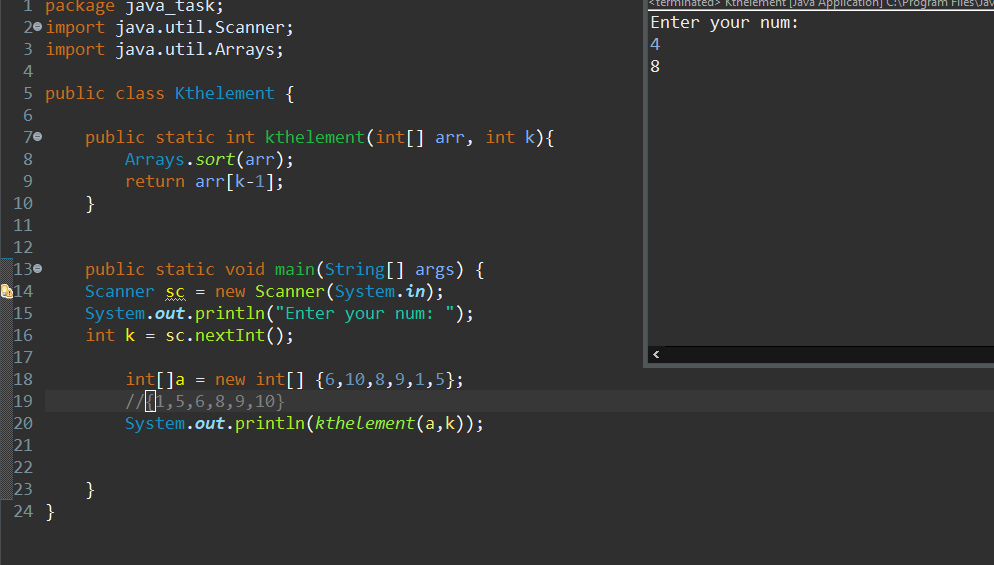 1 package java_task;
2 import java.util.Scanner;
3 import java.util.Arrays;
4
5 public class Kthelement {
6
7 public static int kthelement(int[] arr, int k){
8 Arrays.sort(arr);
9 return arr[k-1];
10 }
11
12
13 public static void main(String[] args) {
14 Scanner sc = new Scanner(System.in);
15 System.out.println("Enter your num: ");
16 int k = sc.nextInt();
17
18 int[]a = new int[] {6,10,8,9,1,5};
19 //{1,5,6,8,9,10}
20 System.out.println(kthelement(a,k));
21
22
23 }
24 }
<terminated> Kthelement [Java Application] C:\Program Files\Jav
Enter your num:
4
8